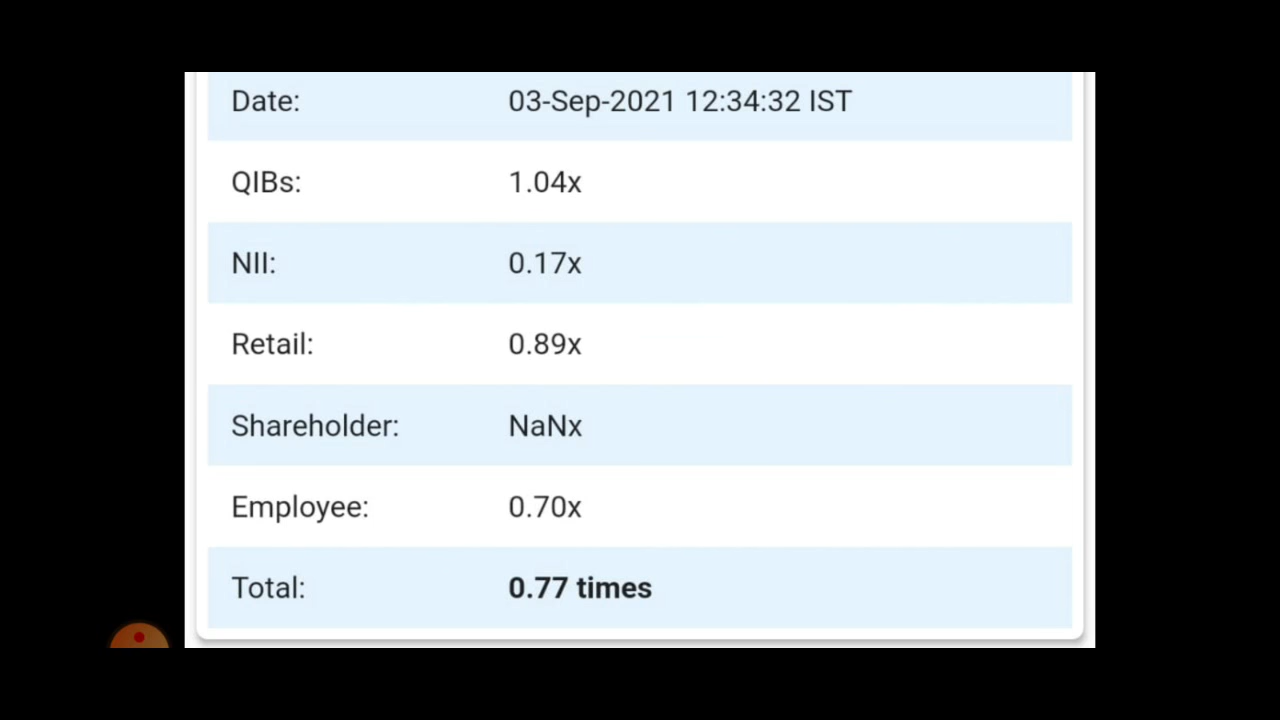 Date: 03-Sep-2021 12:34:32 IST
QIBs: 1.04x
NII: 0.17x
Retail: 0.89x
Shareholder: NaNx
Employee: 0.70x
Total: 0.77 times